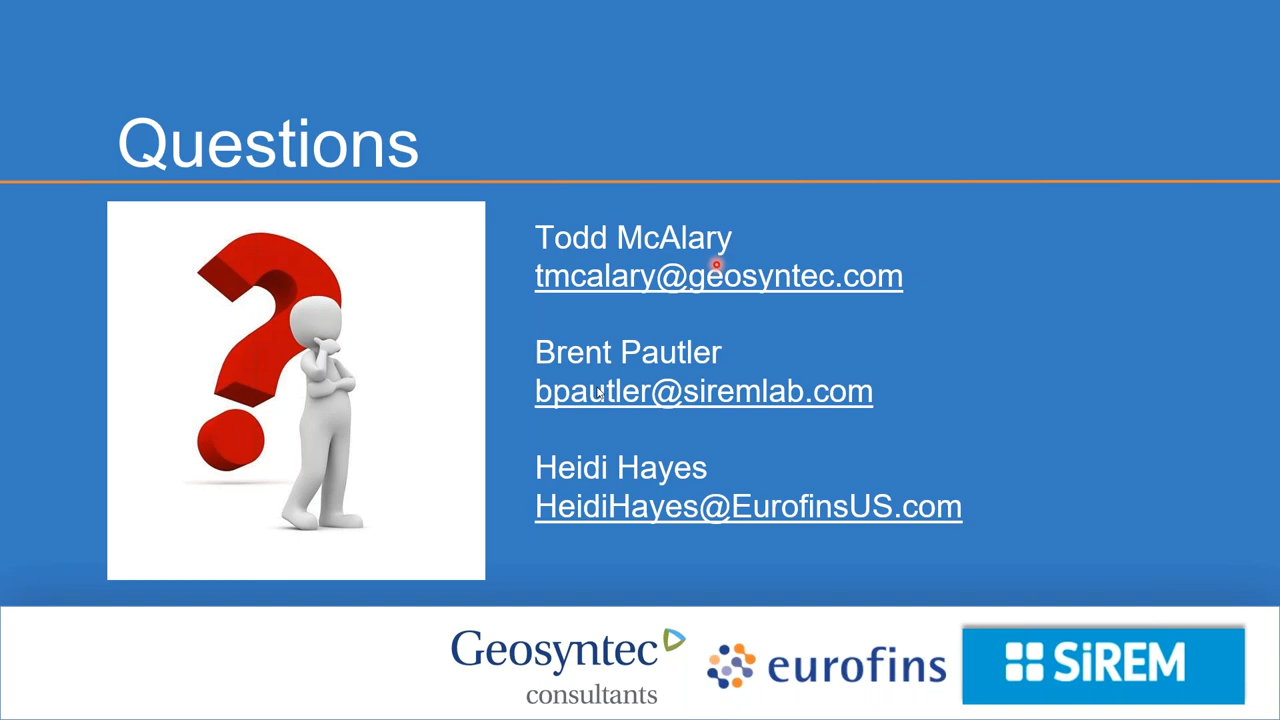 Questions
Todd McAlary
tmcalary@geosyntec.com
Brent Pautler
bpautler@siremlab.com
Heidi Hayes
HeidiHayes@EurofinsUS.com
Geosyntec
consultants
eurofins
SiREM